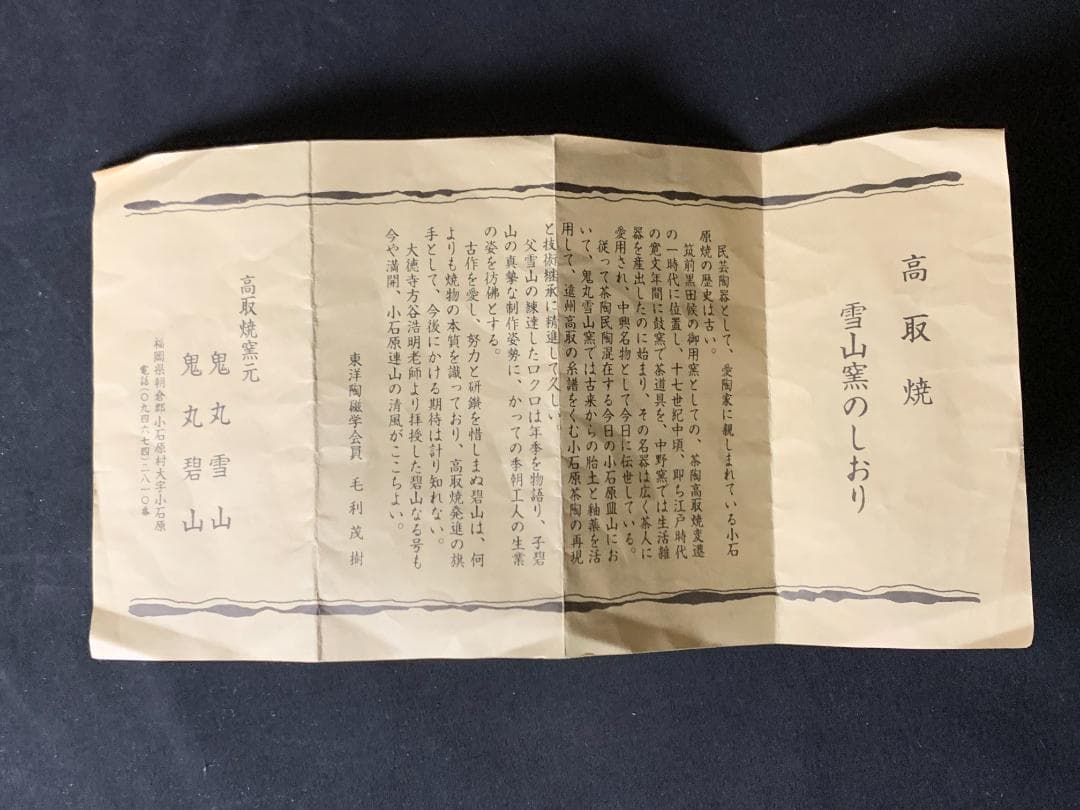 高取焼
雪山窯のしおり
民芸陶器として、愛陶家に親しまれている小石
原焼の歴史は古い。
筑前黒田候の御用窯としての、茶陶高取焼変遷
の一時代に位置し、十七世紀中頃、即ち江戸時代
の寛文年間に鼓窯で茶道具を、中野窯では生活雑
器を産出したのに始まり、その名器は広く茶人に
愛用され、中興名物として今日に伝世している。
従って茶陶民陶混在する今日の小石原皿山にお
いて、鬼丸雪山窯では古来からの胎土と釉薬を活
用して、遠州高取の系譜をくむ小石原茶陶の再現
と技術継承に精進して久しい。
父雪山の練達したロクロは年季を物語り、子碧
山の真摯な制作姿勢に、かっての李朝工人の生業
の姿を彷彿とする。
古作を愛し、努力と研鑚を惜しまぬ碧山は、何
よりも焼物の本質を識っており、高取焼発進の旗
手として、今後にかける期待は計り知れない。
大徳寺方谷浩明老師より拝授した碧山なる号も
今や満開、小石原連山の清風がここちよい。
東洋陶磁学会員 毛利茂樹
高取焼窯元
鬼丸雪山
鬼丸碧山
福岡県朝倉郡小石原村大字小石原
電話(〇九四六七四)二八一〇番